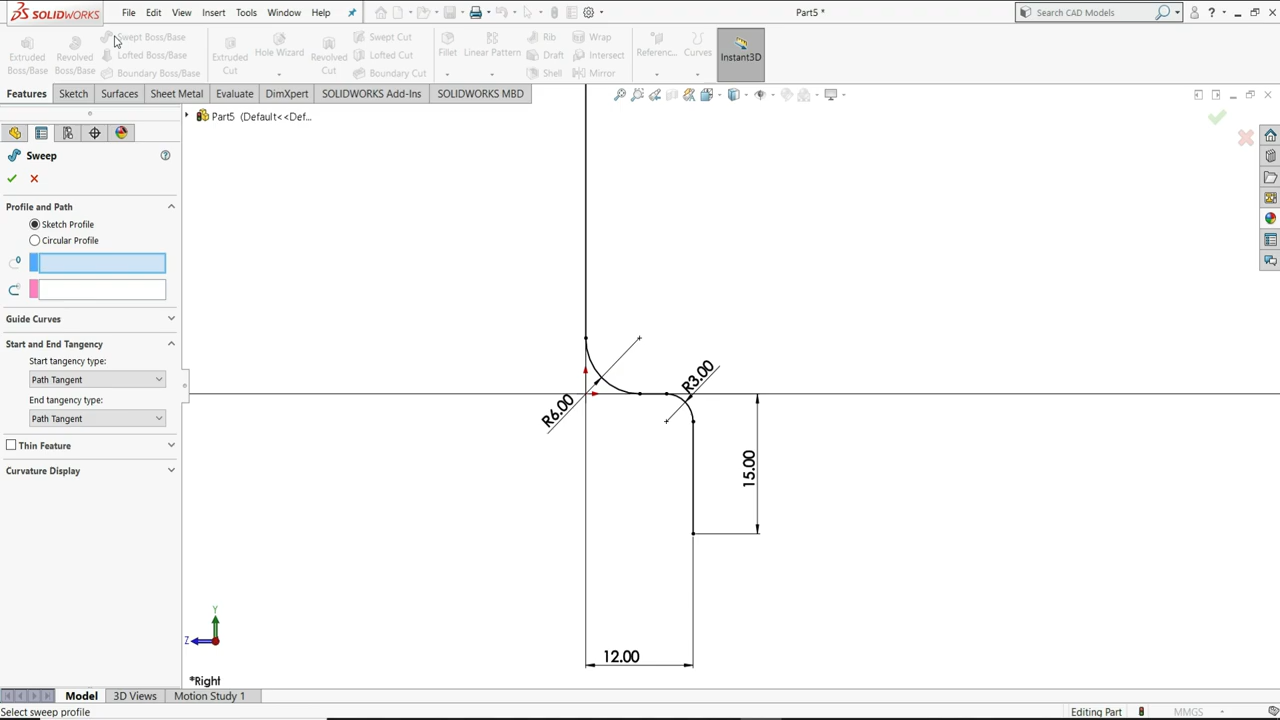 SOLIDWORKS File Edit View Insert Tools Window Help Part5 * Search CAD Models
Extruded Boss/Base Revolved Boss/Base Swept Boss/Base Lofted Boss/Base Boundary Boss/Base Extruded Cut Hole Wizard Revolved Cut Swept Cut Lofted Cut Boundary Cut Fillet Linear Pattern Rib Draft Shell Wrap Intersect Mirror Referenc... Curves Instant3D
Features Sketch Surfaces Sheet Metal Evaluate DimXpert SOLIDWORKS Add-Ins SOLIDWORKS MBD
Part5 (Default<<Def...
Sweep
Profile and Path
Sketch Profile
Circular Profile
Guide Curves
Start and End Tangency
Start tangency type:
Path Tangent
End tangency type:
Path Tangent
Thin Feature
Curvature Display
R6.00
R3.00
15.00
12.00
Y
Z
*Right
Model 3D Views Motion Study 1
Select sweep profile Editing Part MMGS